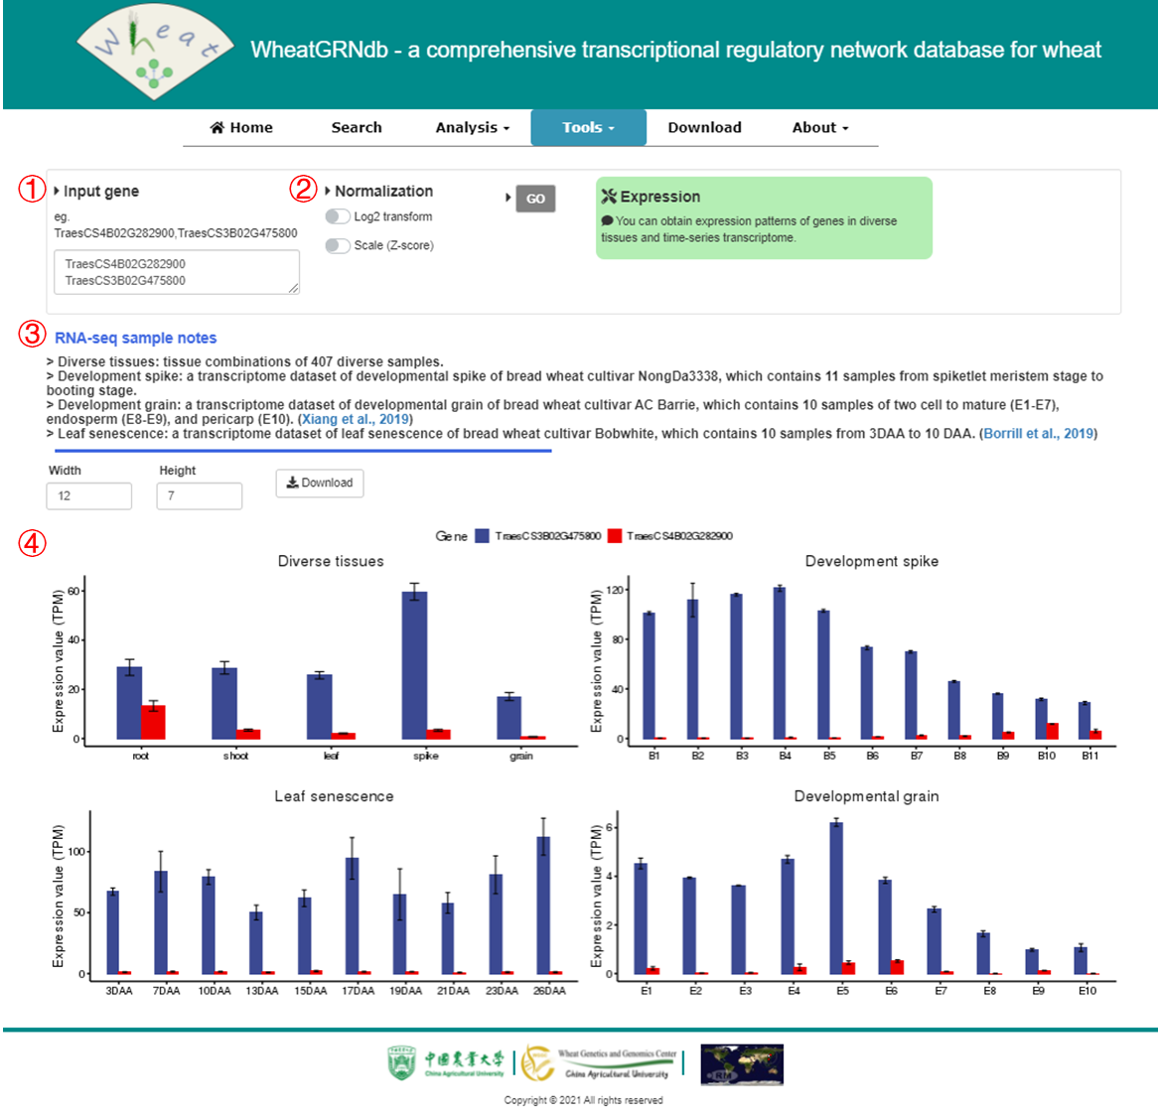 Wheat
WheatGRNdb - a comprehensive transcriptional regulatory network database for wheat
Home Search Analysis Tools Download About
① Input gene
eg.
TraesCS4B02G282900,TraesCS3B02G475800
TraesCS4B02G282900
TraesCS3B02G475800
② Normalization
Log2 transform
Scale (Z-score)
GO
Expression
You can obtain expression patterns of genes in diverse
tissues and time-series transcriptome.
③ RNA-seq sample notes
> Diverse tissues: tissue combinations of 407 diverse samples.
> Development spike: a transcriptome dataset of developmental spike of bread wheat cultivar NongDa3338, which contains 11 samples from spiketlet meristem stage to
booting stage.
> Development grain: a transcriptome dataset of developmental grain of bread wheat cultivar AC Barrie, which contains 10 samples of two cell to mature (E1-E7),
endosperm (E8-E9), and pericarp (E10). (Xiang et al., 2019)
> Leaf senescence: a transcriptome dataset of leaf senescence of bread wheat cultivar Bobwhite, which contains 10 samples from 3DAA to 10 DAA. (Borrill et al., 2019)
Width Height
12 7 Download
④ Gene TraesCS3B02G475800 TraesCS4B02G282900
Diverse tissues
Expression value (TPM)
60
40
20
0
root shoot leaf spike grain
Development spike
Expression value (TPM)
120
80
40
0
B1 B2 B3 B4 B5 B6 B7 B8 B9 B10 B11
Leaf senescence
Expression value (TPM)
100
50
0
3DAA 7DAA 10DAA 13DAA 15DAA 17DAA 19DAA 21DAA 23DAA 26DAA
Developmental grain
Expression value (TPM)
6
4
2
0
E1 E2 E3 E4 E5 E6 E7 E8 E9 E10
中国农业大学
China Agricultural University
Wheat Genetics and Genomics Center
China Agricultural University
Copyright © 2021 All rights reserved